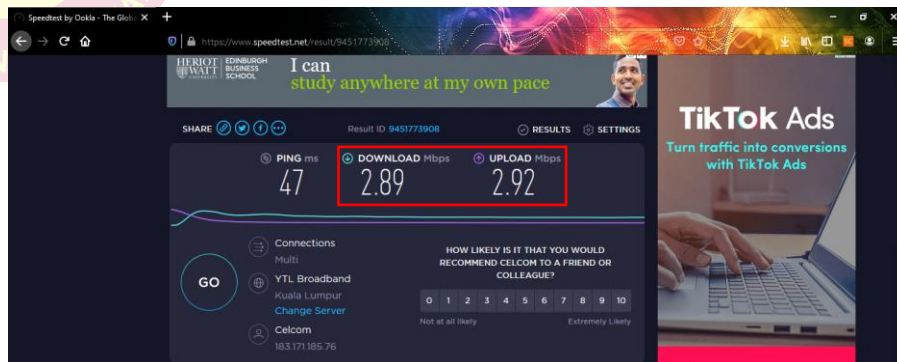 Speedtest by Ookla - The Glob
https://www.speedtest.net/result/9451773908
HERIOT WATT UNIVERSITY
EDINBURGH BUSINESS SCHOOL
I can
study anywhere at my own pace
SHARE
Result ID 9451773908
RESULTS
SETTINGS
PING ms
DOWNLOAD Mbps
UPLOAD Mbps
47
2.89
2.92
Connections
Multi
YTL Broadband
Kuala Lumpur
Change Server
Celcom
183.171.185.76
GO
HOW LIKELY IS IT THAT YOU WOULD
RECOMMEND CELCOM TO A FRIEND OR
COLLEAGUE?
0 1 2 3 4 5 6 7 8 9 10
Not at all likely
Extremely Likely
TikTok Ads
Turn traffic into conversions
with TikTok Ads